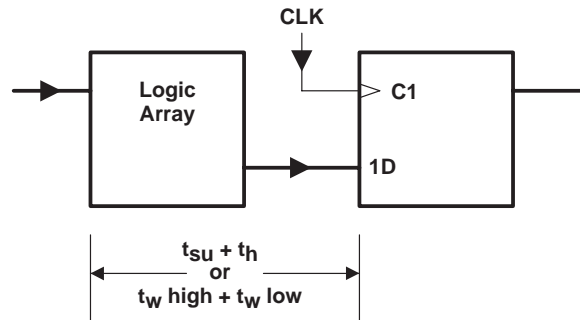 CLK
Logic
Array
C1
1D
tsu + th
or
tw high + tw low